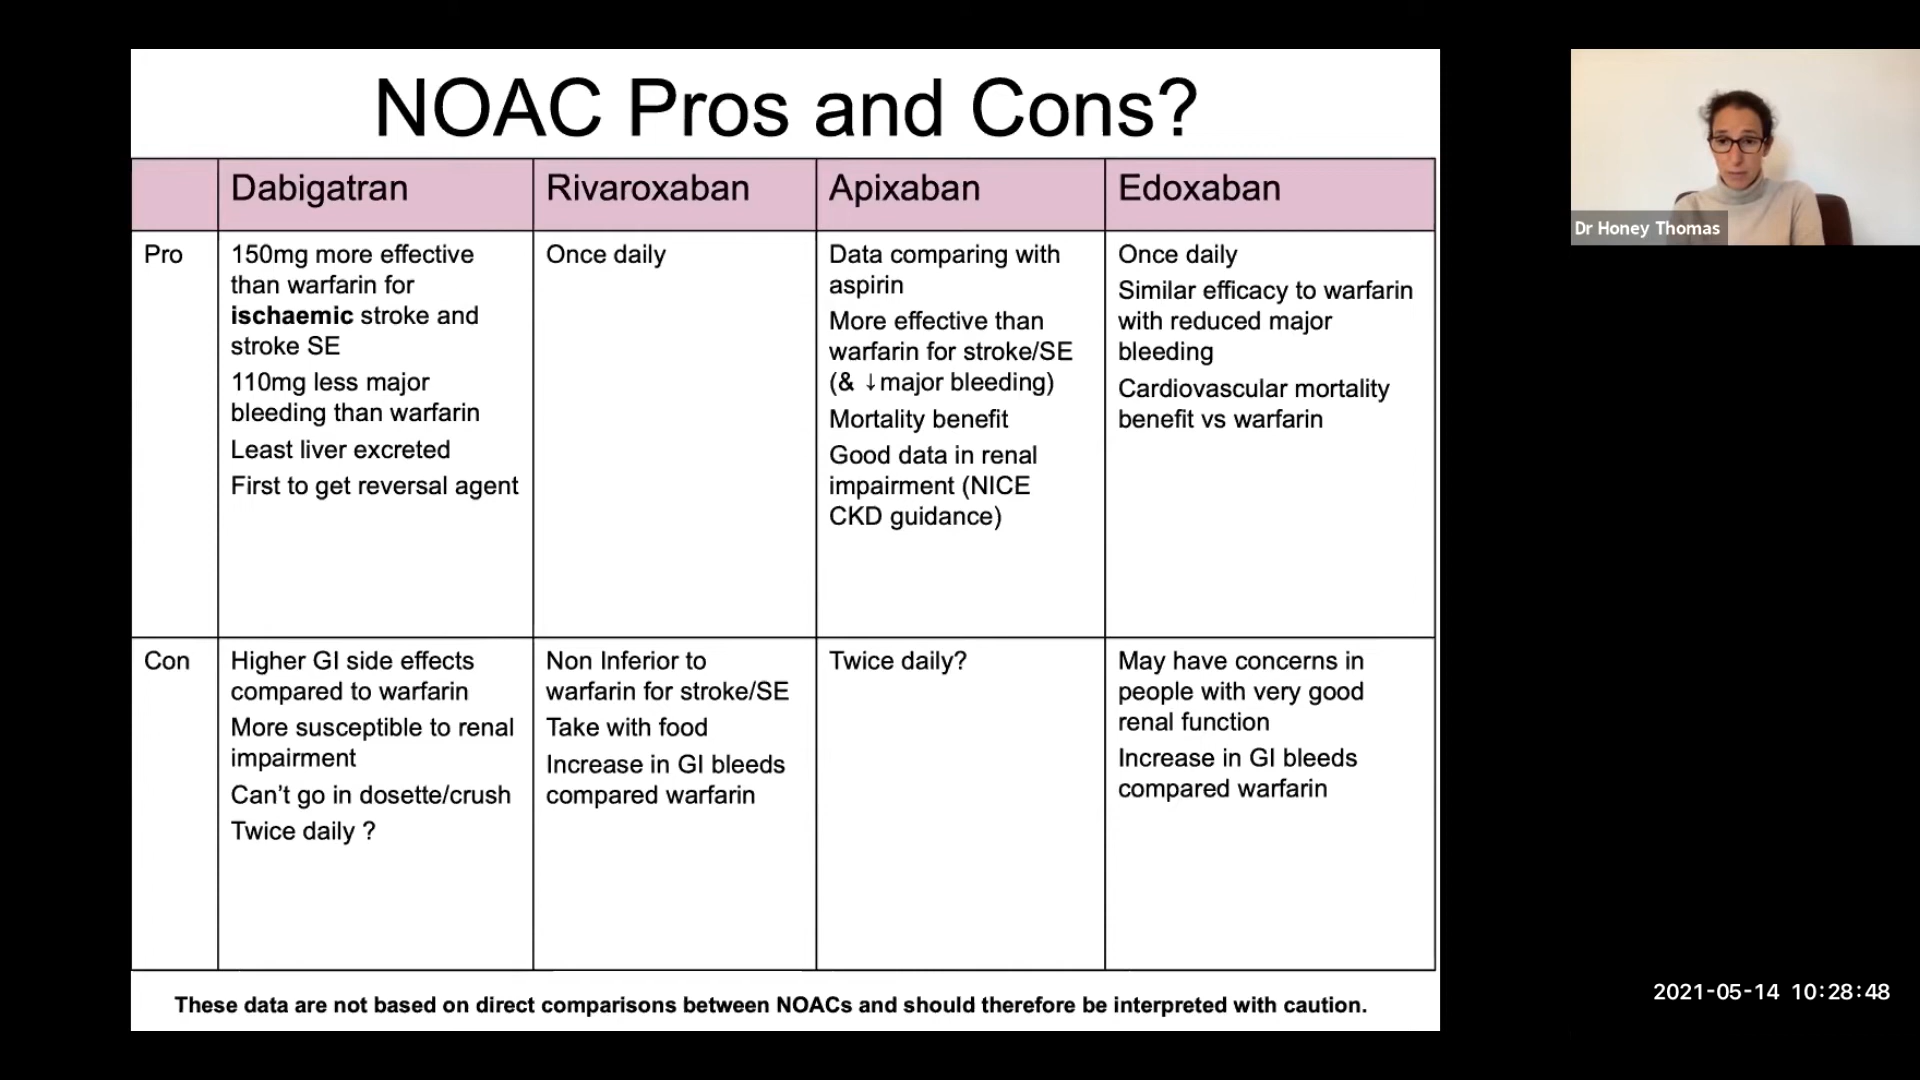 NOAC Pros and Cons?
Dabigatran
Rivaroxaban
Apixaban
Edoxaban
Pro
150mg more effective
than warfarin for
ischaemic stroke and
stroke SE
110mg less major
bleeding than warfarin
Least liver excreted
First to get reversal agent
Once daily
Data comparing with
aspirin
More effective than
warfarin for stroke/SE
(& ↓major bleeding)
Mortality benefit
Good data in renal
impairment (NICE
CKD guidance)
Once daily
Similar efficacy to warfarin
with reduced major
bleeding
Cardiovascular mortality
benefit vs warfarin
Con
Higher GI side effects
compared to warfarin
More susceptible to renal
impairment
Can't go in dosette/crush
Twice daily ?
Non Inferior to
warfarin for stroke/SE
Take with food
Increase in GI bleeds
compared warfarin
Twice daily?
May have concerns in
people with very good
renal function
Increase in GI bleeds
compared warfarin
These data are not based on direct comparisons between NOACs and should therefore be interpreted with caution.
Dr Honey Thomas
2021-05-14 10:28:48